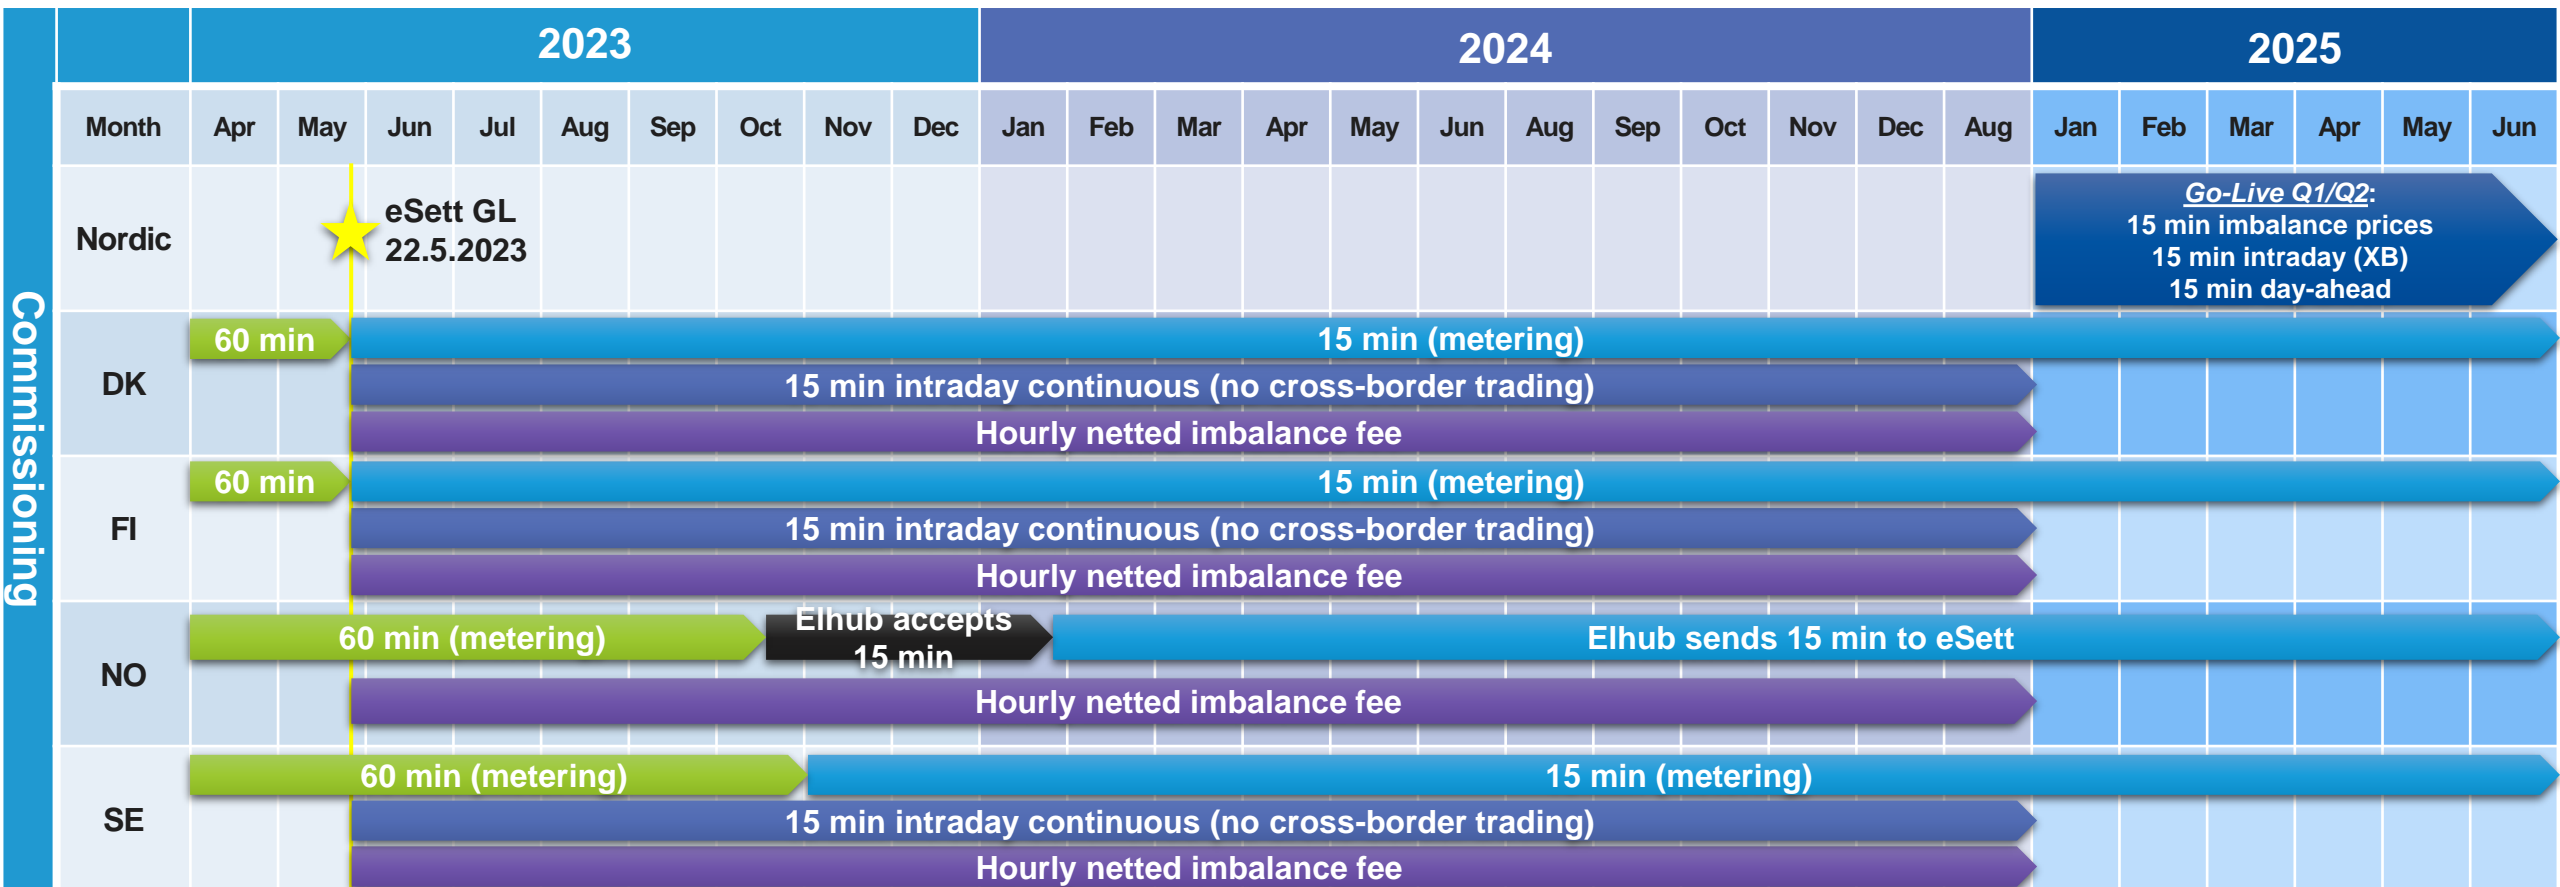 Commisssioning
2023
2024
2025
Month Apr May Jun Jul Aug Sep Oct Nov Dec Jan Feb Mar Apr May Jun Aug Sep Oct Nov Dec Aug Jan Feb Mar Apr May Jun
Nordic
eSett GL
22.5.2023
Go-Live Q1/Q2:
15 min imbalance prices
15 min intraday (XB)
15 min day-ahead
DK
60 min
15 min (metering)
15 min intraday continuous (no cross-border trading)
Hourly netted imbalance fee
FI
60 min
15 min (metering)
15 min intraday continuous (no cross-border trading)
Hourly netted imbalance fee
NO
60 min (metering)
Elhub accepts
15 min
Elhub sends 15 min to eSett
Hourly netted imbalance fee
SE
60 min (metering)
15 min (metering)
15 min intraday continuous (no cross-border trading)
Hourly netted imbalance fee